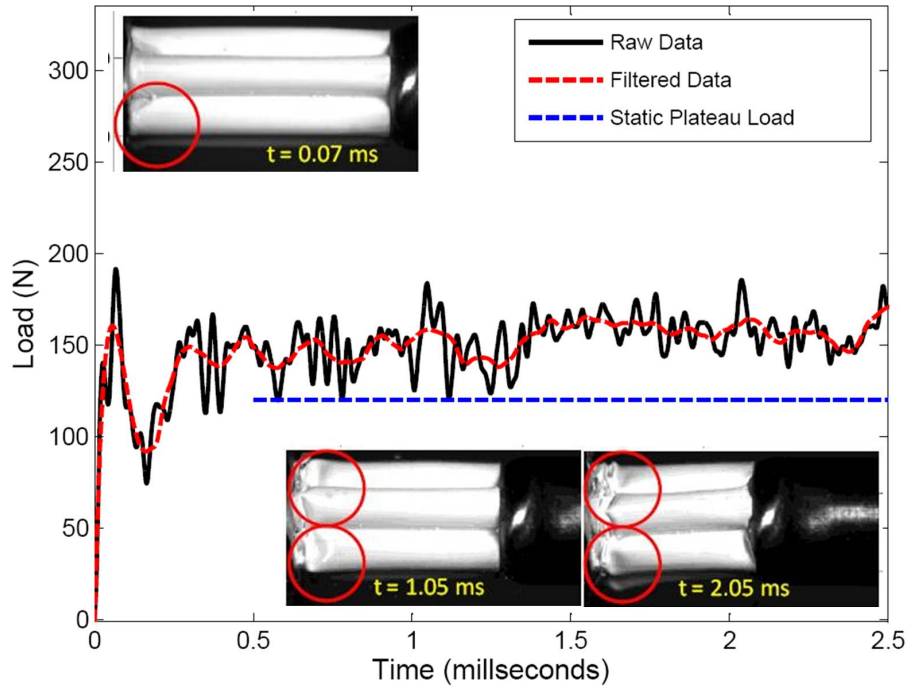 300
250
200
150
100
50
0
Load (N)
Raw Data
Filtered Data
Static Plateau Load
t = 0.07 ms
t = 1.05 ms
t = 2.05 ms
0 0.5 1 1.5 2 2.5
Time (millseconds)